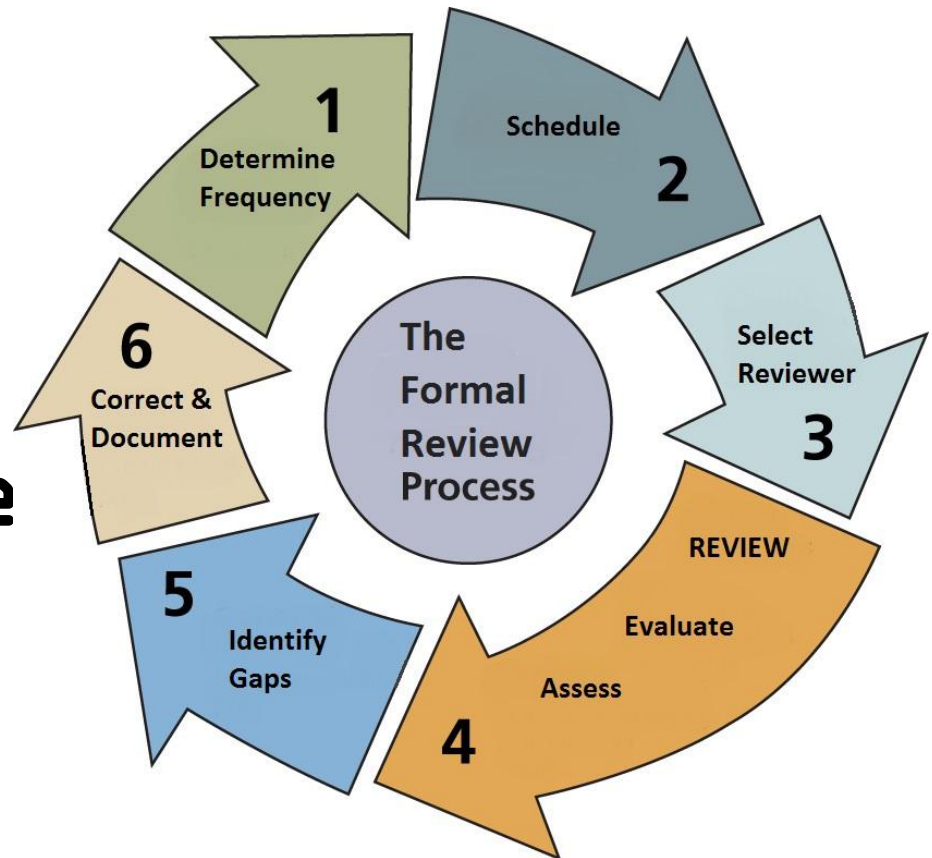 The
Formal
Review
Process
1
Determine
Frequency
Schedule
2
Select
Reviewer
3
REVIEW
Evaluate
Assess
4
5
Identify
Gaps
6
Correct &
Document